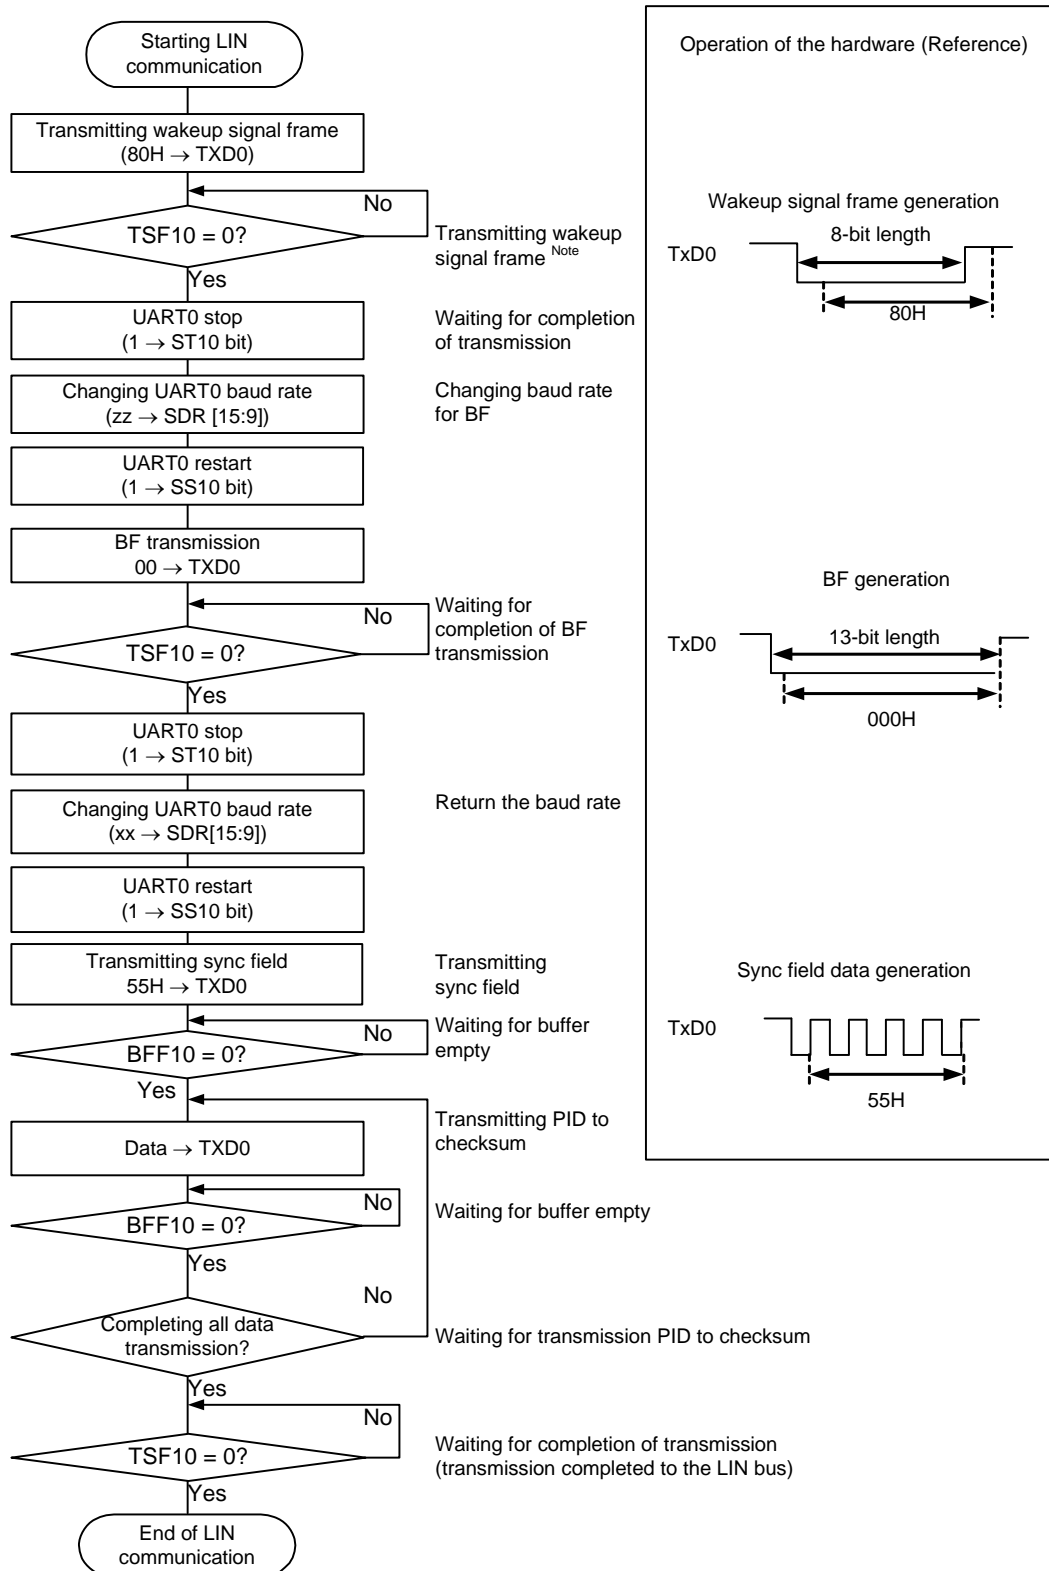 Starting LIN
communication
Transmitting wakeup signal frame
(80H → TXD0)
No
TSF10 = 0?
Transmitting wakeup
signal frame Note
Yes
UART0 stop
(1 → ST10 bit)
Waiting for completion
of transmission
Changing UART0 baud rate
(zz → SDR [15:9])
Changing baud rate
for BF
UART0 restart
(1 → SS10 bit)
BF transmission
00 → TXD0
No
Waiting for
completion of BF
transmission
TSF10 = 0?
Yes
UART0 stop
(1 → ST10 bit)
Changing UART0 baud rate
(xx → SDR[15:9])
Return the baud rate
UART0 restart
(1 → SS10 bit)
Transmitting sync field
55H → TXD0
Transmitting
sync field
No
Waiting for buffer
empty
BFF10 = 0?
Yes
Transmitting PID to
checksum
Data → TXD0
No
BFF10 = 0?
Waiting for buffer empty
Yes
No
Completing all data
transmission?
Waiting for transmission PID to checksum
Yes
No
TSF10 = 0?
Waiting for completion of transmission
(transmission completed to the LIN bus)
Yes
End of LIN
communication
Operation of the hardware (Reference)
Wakeup signal frame generation
TxD0
8-bit length
80H
BF generation
TxD0
13-bit length
000H
Sync field data generation
TxD0
55H